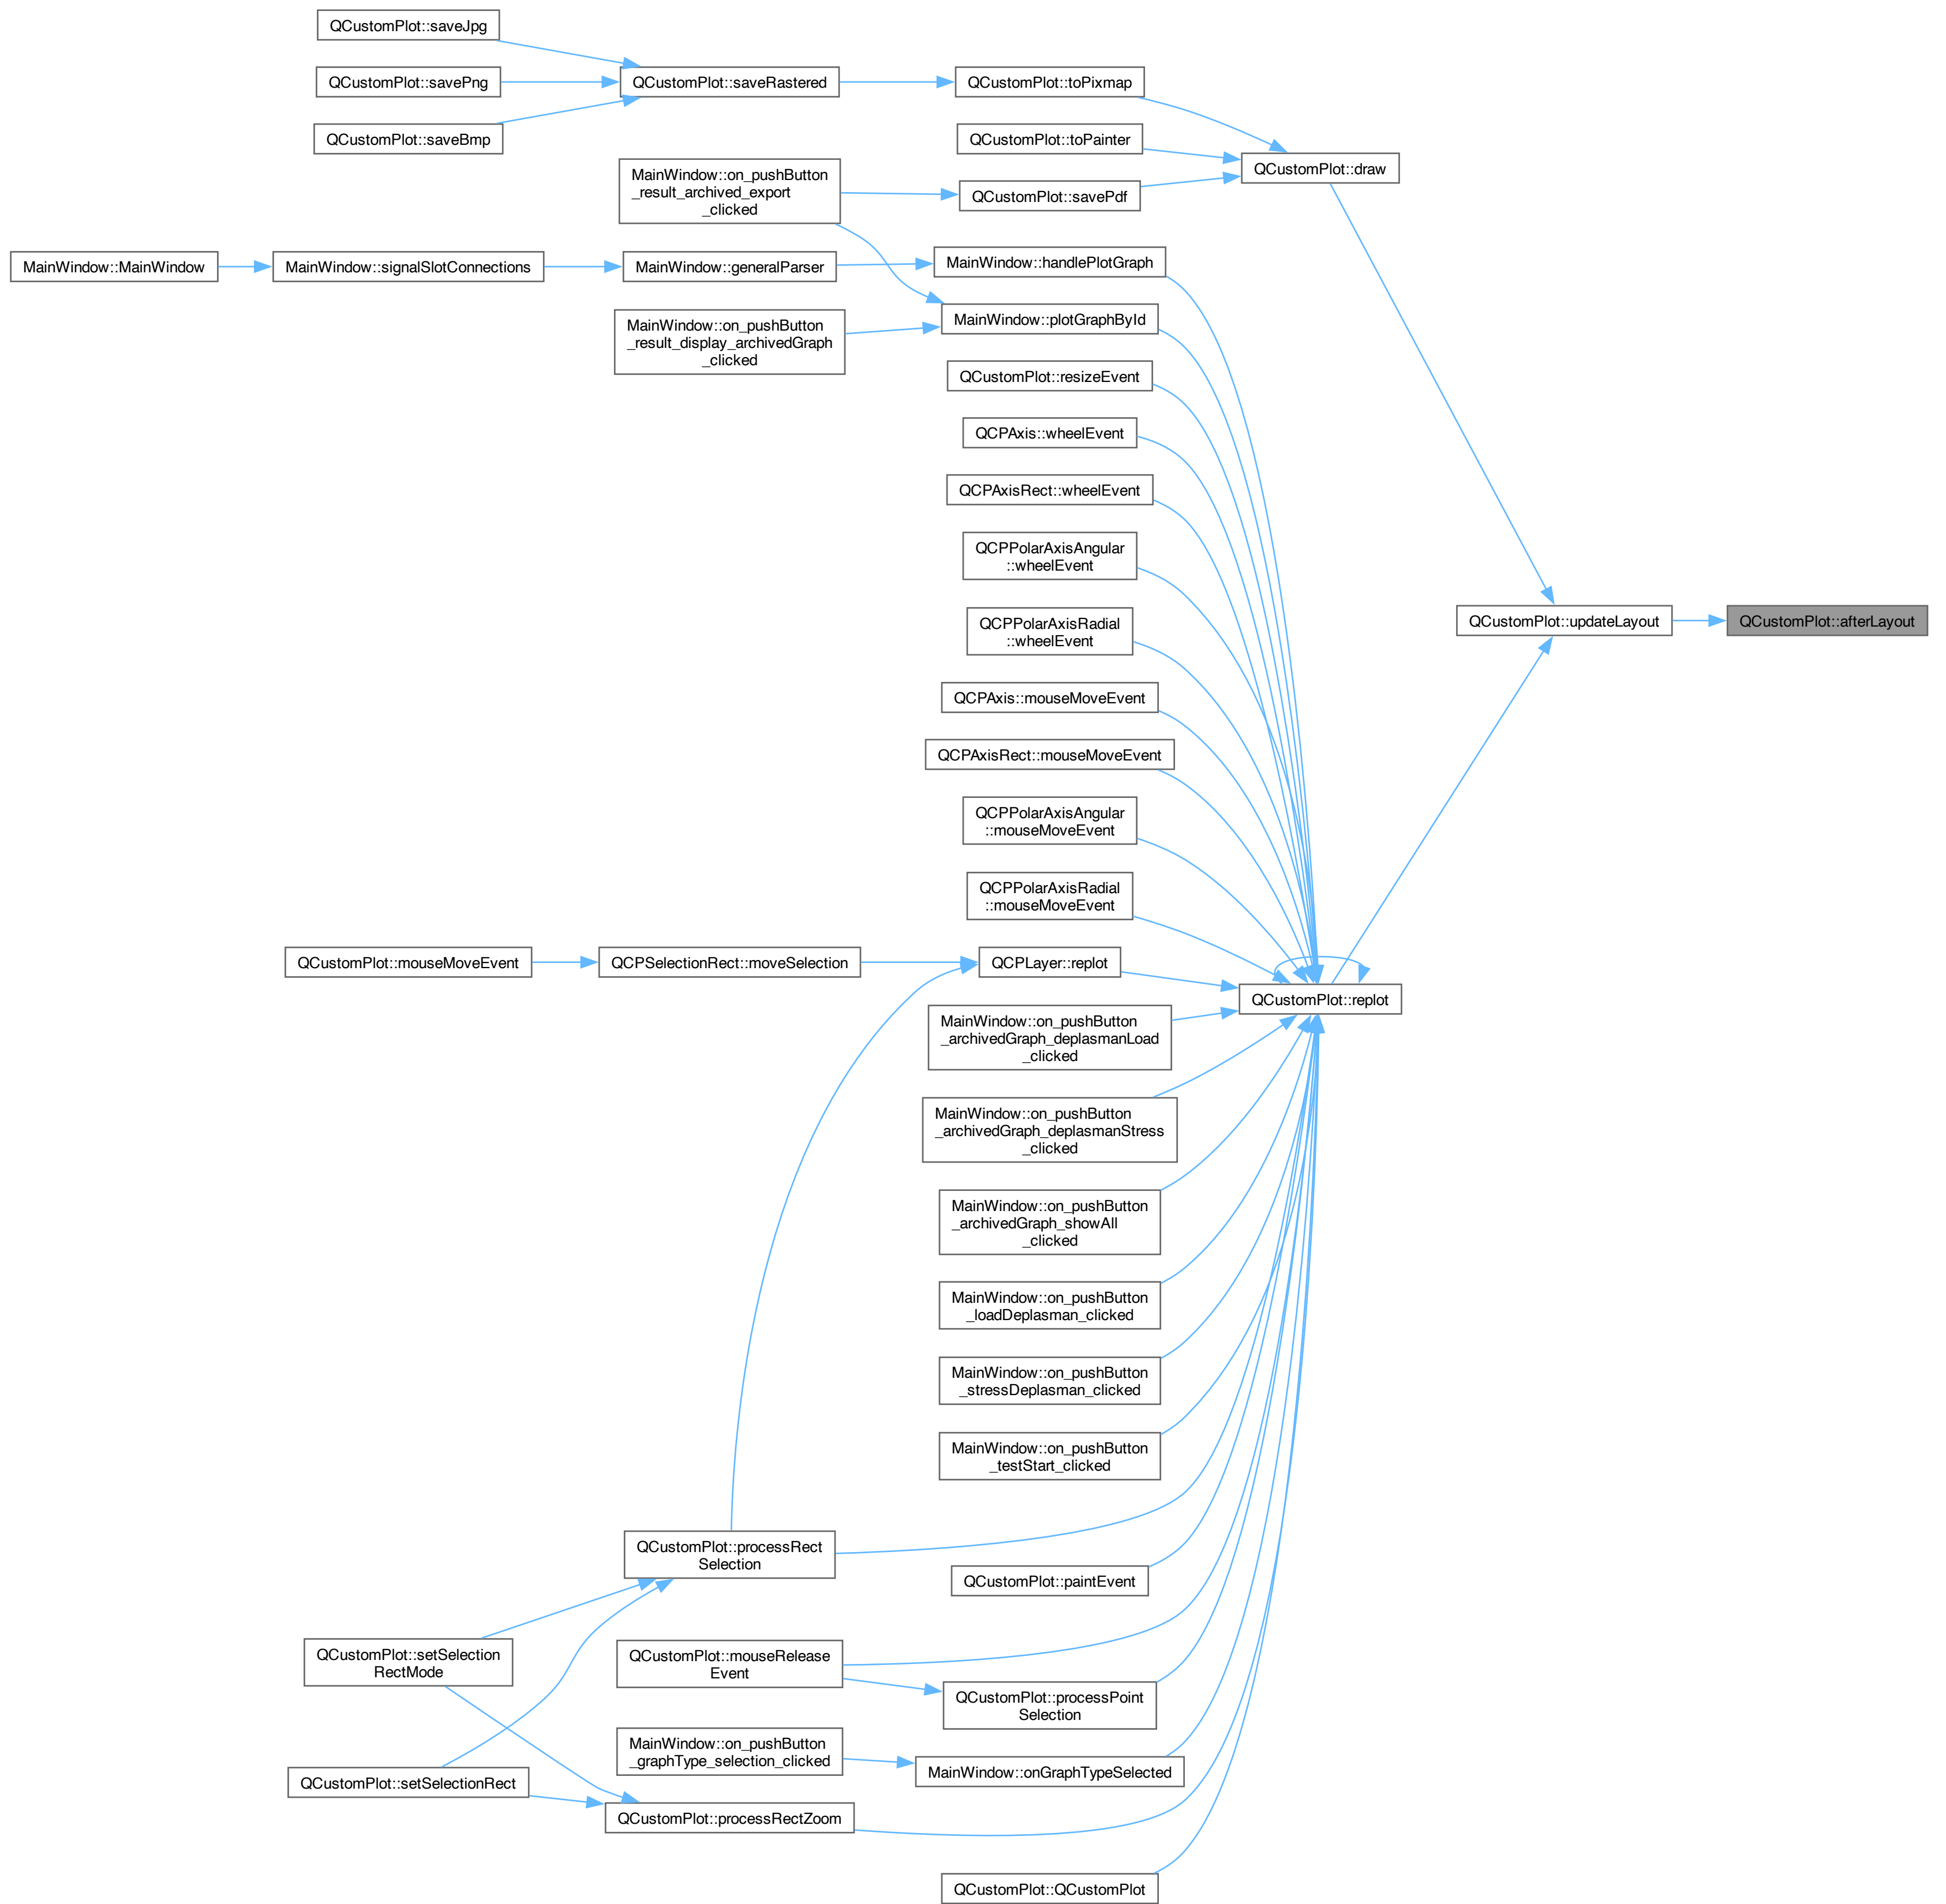 QCustomPlot::saveJpg
QCustomPlot::savePng
QCustomPlot::saveRastered
QCustomPlot::toPixmap
QCustomPlot::saveBmp
QCustomPlot::toPainter
QCustomPlot::draw
MainWindow::on_pushButton
_result_archived_export
_clicked
QCustomPlot::savePdf
MainWindow::MainWindow
MainWindow::signalSlotConnections
MainWindow::generalParser
MainWindow::handlePlotGraph
MainWindow::plotGraphById
MainWindow::on_pushButton
_result_display_archivedGraph
_clicked
QCustomPlot::resizeEvent
QCPAxis::wheelEvent
QCPAxisRect::wheelEvent
QCPPolarAxisAngular
::wheelEvent
QCPPolarAxisRadial
::wheelEvent
QCustomPlot::updateLayout
QCustomPlot::afterLayout
QCPAxis::mouseMoveEvent
QCPAxisRect::mouseMoveEvent
QCPPolarAxisAngular
::mouseMoveEvent
QCPPolarAxisRadial
::mouseMoveEvent
QCustomPlot::mouseMoveEvent
QCPSelectionRect::moveSelection
QCPLayer::replot
QCustomPlot::replot
MainWindow::on_pushButton
_archivedGraph_deplasmanLoad
_clicked
MainWindow::on_pushButton
_archivedGraph_deplasmanStress
_clicked
MainWindow::on_pushButton
_archivedGraph_showAll
_clicked
MainWindow::on_pushButton
_loadDeplasman_clicked
MainWindow::on_pushButton
_stressDeplasman_clicked
MainWindow::on_pushButton
_testStart_clicked
QCustomPlot::processRect
Selection
QCustomPlot::paintEvent
QCustomPlot::setSelection
RectMode
QCustomPlot::mouseRelease
Event
QCustomPlot::processPoint
Selection
MainWindow::on_pushButton
_graphType_selection_clicked
MainWindow::onGraphTypeSelected
QCustomPlot::setSelectionRect
QCustomPlot::processRectZoom
QCustomPlot::QCustomPlot